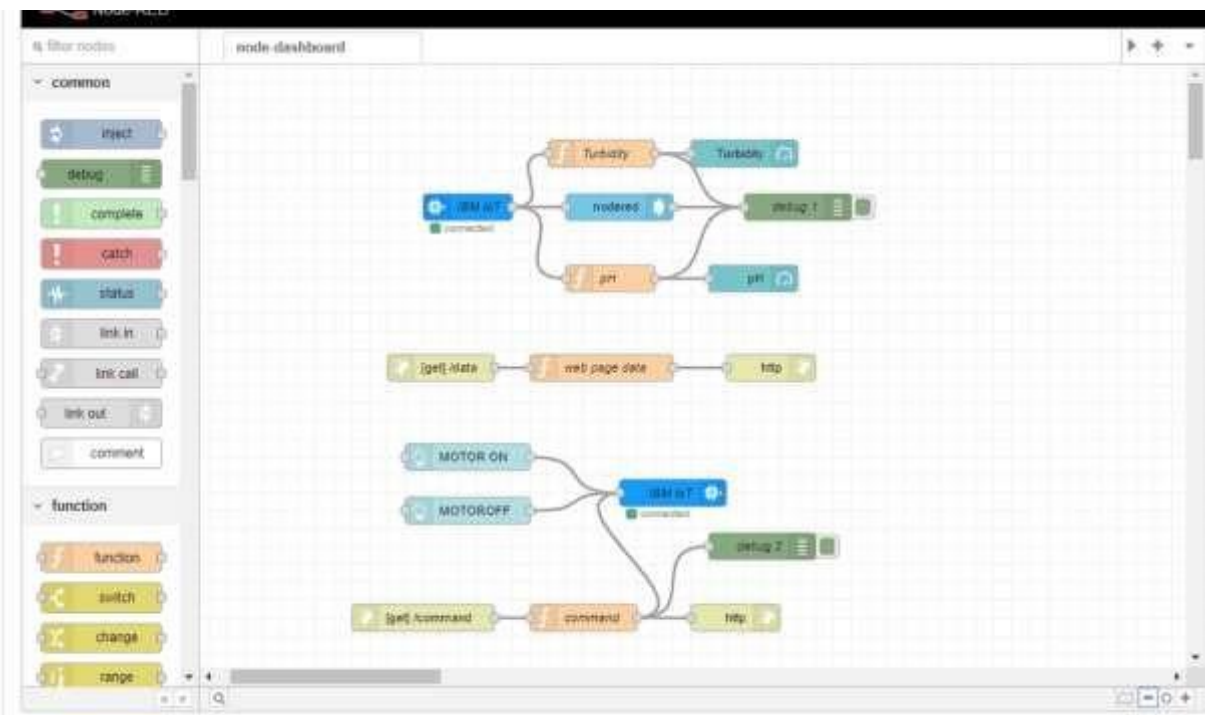 Node-RED
filter nodes
node-dashboard
common
inject
debug
complete
catch
status
link in
link call
link out
comment
function
function
switch
change
range
Turbidity
Turbidity
IBM IoT
connected
nodered
debug 1
pH
pH
[get] /data
web page data
http
MOTOR ON
MOTOROFF
IBM IoT
connected
debug 2
[get] /command
command
http